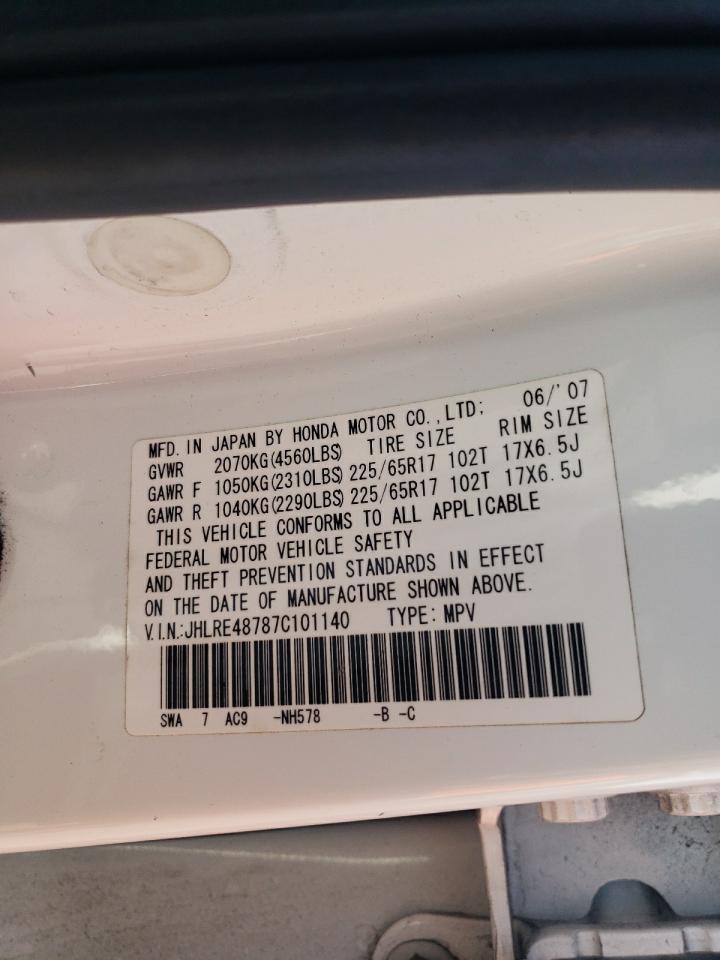 MFD. IN JAPAN BY HONDA MOTOR CO.,LTD; 06/'07
GVWR 2070KG(4560LBS) TIRE SIZE RIM SIZE
GAWR F 1050KG(2310LBS) 225/65R17 102T 17X6.5J
GAWR R 1040KG(2290LBS) 225/65R17 102T 17X6.5J
THIS VEHICLE CONFORMS TO ALL APPLICABLE
FEDERAL MOTOR VEHICLE SAFETY
AND THEFT PREVENTION STANDARDS IN EFFECT
ON THE DATE OF MANUFACTURE SHOWN ABOVE.
V.I.N.:JHLRE48787C101140 TYPE: MPV
SWA 7 AC9 -NH578 -B -C